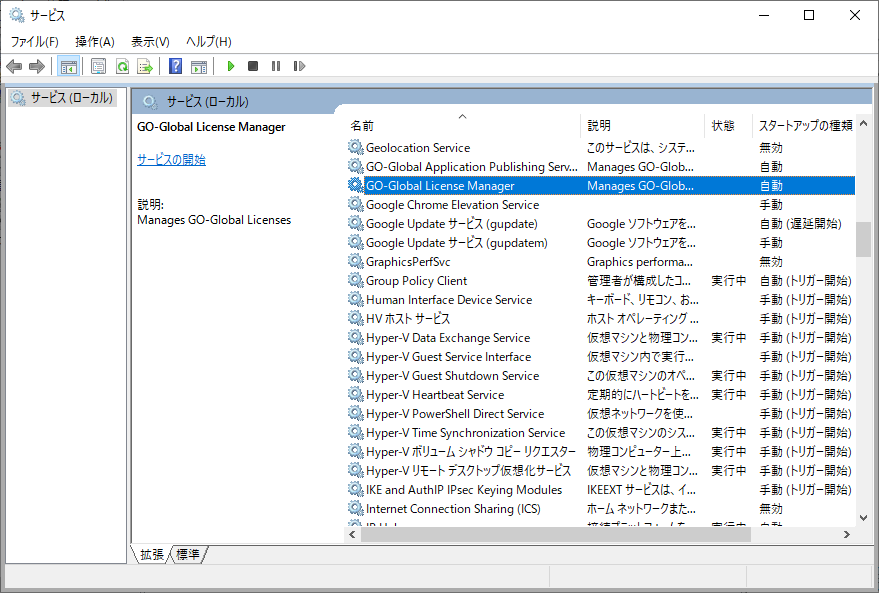 サービス
ファイル(F) 操作(A) 表示(V) ヘルプ(H)
サービス (ローカル)
サービス (ローカル)
GO-Global License Manager
サービスの開始
説明:
Manages GO-Global Licenses
名前 説明 状態 スタートアップの種類
Geolocation Service このサービスは、システ... 無効
GO-Global Application Publishing Serv... Manages GO-Glob... 自動
GO-Global License Manager Manages GO-Glob... 自動
Google Chrome Elevation Service 手動
Google Update サービス (gupdate) Google ソフトウェアを... 自動 (遅延開始)
Google Update サービス (gupdatem) Google ソフトウェアを... 手動
GraphicsPerfSvc Graphics performa... 無効
Group Policy Client 管理者が構成したコ... 実行中 自動 (トリガー開始)
Human Interface Device Service キーボード、リモコン、お... 手動 (トリガー開始)
HV ホスト サービス ホスト オペレーティング ... 手動 (トリガー開始)
Hyper-V Data Exchange Service 仮想マシンと物理コン... 実行中 手動 (トリガー開始)
Hyper-V Guest Service Interface 仮想マシン内で実行... 手動 (トリガー開始)
Hyper-V Guest Shutdown Service この仮想マシンのオペ... 実行中 手動 (トリガー開始)
Hyper-V Heartbeat Service 定期的にハートビートを... 実行中 手動 (トリガー開始)
Hyper-V PowerShell Direct Service 仮想ネットワークを使... 手動 (トリガー開始)
Hyper-V Time Synchronization Service この仮想マシンのシス... 実行中 手動 (トリガー開始)
Hyper-V ボリューム シャドウ コピー リクエスター 物理コンピューター上... 実行中 手動 (トリガー開始)
Hyper-V リモート デスクトップ仮想化サービス 仮想マシンと物理コン... 実行中 手動 (トリガー開始)
IKE and AuthIP IPsec Keying Modules IKEEXT サービスは、イ... 手動 (トリガー開始)
Internet Connection Sharing (ICS) ホーム ネットワークまた... 無効
拡張 標準